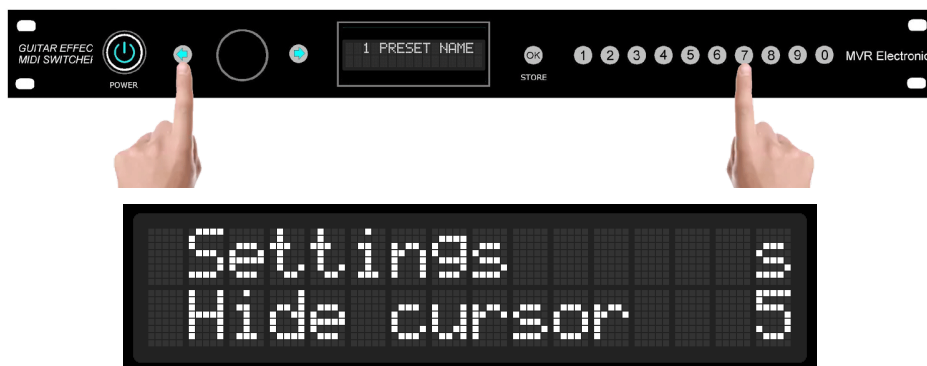 GUITAR EFFEC
MIDI SWITCHER
POWER
1 PRESET NAME
OK
STORE
1 2 3 4 5 6 7 8 9 0
MVR Electronic
Settings s
Hide cursor 5